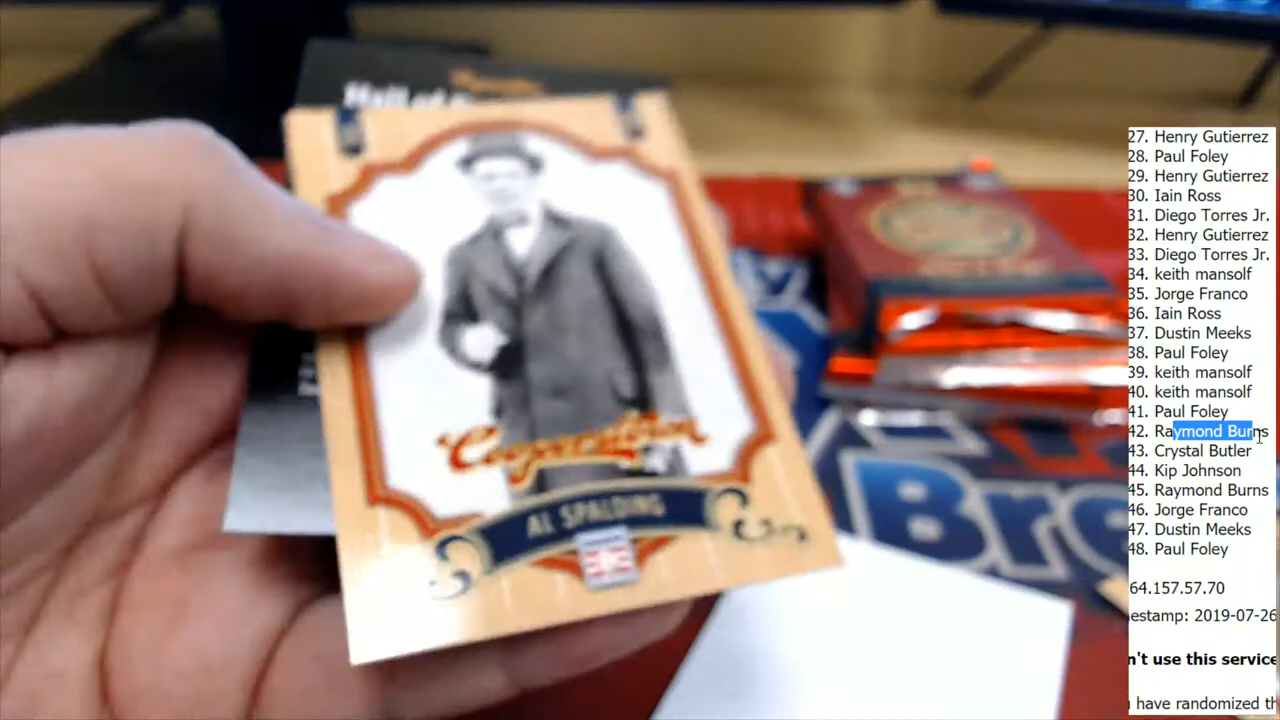 Hall of
Cooperstown
AL SPALDING
Bre
27. Henry Gutierrez
28. Paul Foley
29. Henry Gutierrez
30. Iain Ross
31. Diego Torres Jr.
32. Henry Gutierrez
33. Diego Torres Jr.
34. keith mansolf
35. Jorge Franco
36. Iain Ross
37. Dustin Meeks
38. Paul Foley
39. keith mansolf
40. keith mansolf
41. Paul Foley
42. Raymond Burns
43. Crystal Butler
44. Kip Johnson
45. Raymond Burns
46. Jorge Franco
47. Dustin Meeks
48. Paul Foley
64.157.57.70
estamp: 2019-07-26
n't use this service
have randomized th